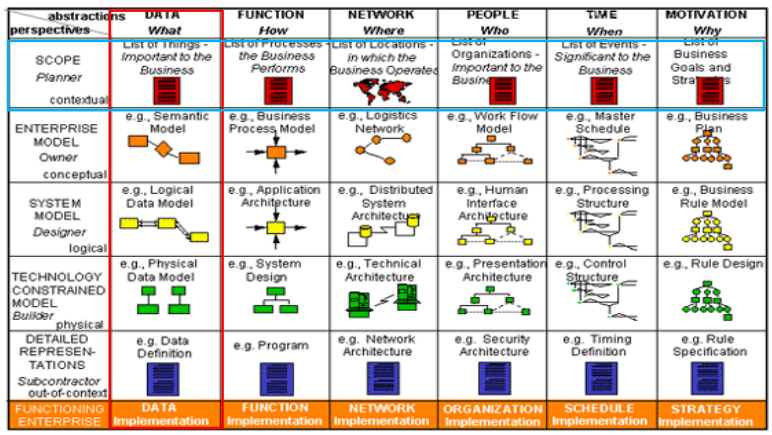 abstractions
perspectives
DATA
What
FUNCTION
How
NETWORK
Where
PEOPLE
Who
TIME
When
MOTIVATION
Why
SCOPE
Planner
contextual
List of Things -
Important to the
Business
List of Processes -
the Business
Performs
List of Locations -
in which the
Business Operates
List of
Organizations -
Important to the
Business
List of Events -
Significant to the
Business
List of
Business
Goals and
Strategies
ENTERPRISE
MODEL
Owner
conceptual
e.g., Semantic
Model
e.g., Business
Process Model
e.g., Logistics
Network
e.g., Work Flow
Model
e.g., Master
Schedule
e.g., Business
Plan
SYSTEM
MODEL
Designer
logical
e.g., Logical
Data Model
e.g., Application
Architecture
e.g., Distributed
System
Architecture
e.g., Human
Interface
Architecture
e.g., Processing
Structure
e.g., Business
Rule Model
TECHNOLOGY
CONSTRAINED
MODEL
Builder
physical
e.g., Physical
Data Model
e.g., System
Design
e.g., Technical
Architecture
e.g., Presentation
Architecture
e.g., Control
Structure
e.g., Rule Design
DETAILED
REPRESEN-
TATIONS
Subcontractor
out-of-context
e.g. Data
Definition
e.g. Program
e.g. Network
Architecture
e.g. Security
Architecture
e.g. Timing
Definition
e.g. Rule
Specification
FUNCTIONING
ENTERPRISE
DATA
Implementation
FUNCTION
Implementation
NETWORK
Implementation
ORGANIZATION
Implementation
SCHEDULE
Implementation
STRATEGY
Implementation